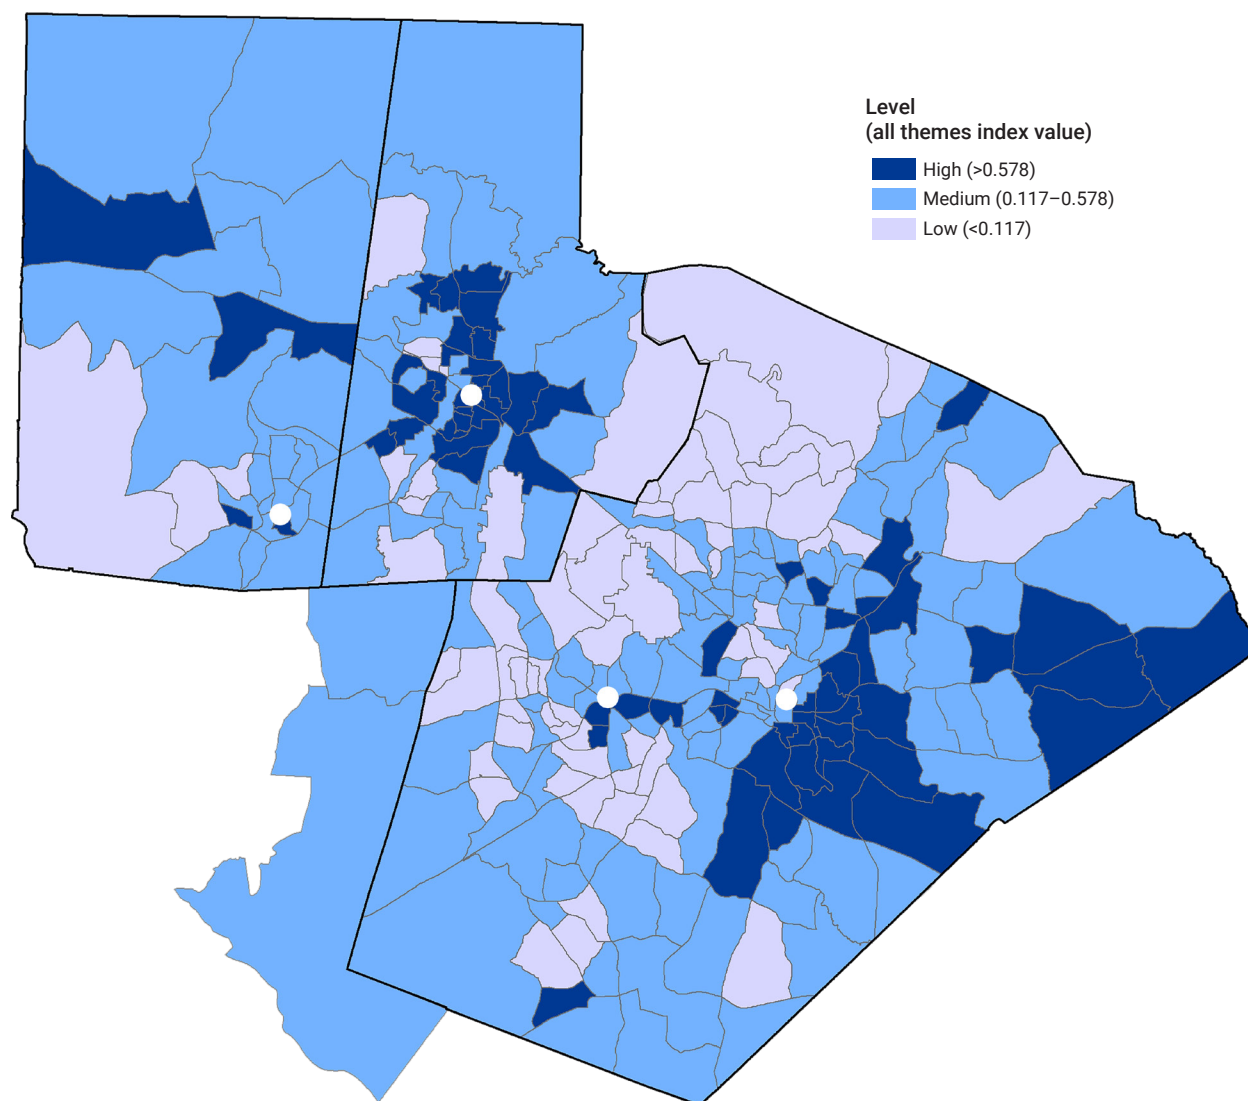 Level
(all themes index value)
High (>0.578)
Medium (0.117–0.578)
Low (<0.117)